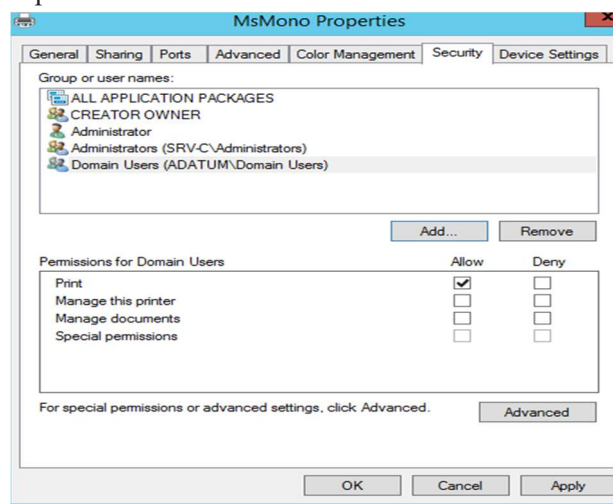 MsMono Properties
x
General Sharing Ports Advanced Color Management Security Device Settings
Group or user names:
ALL APPLICATION PACKAGES
CREATOR OWNER
Administrator
Administrators (SRV-C\Administrators)
Domain Users (ADATUM\Domain Users)
Add... Remove
Permissions for Domain Users Allow Deny
Print
Manage this printer
Manage documents
Special permissions
For special permissions or advanced settings, click Advanced. Advanced
OK Cancel Apply